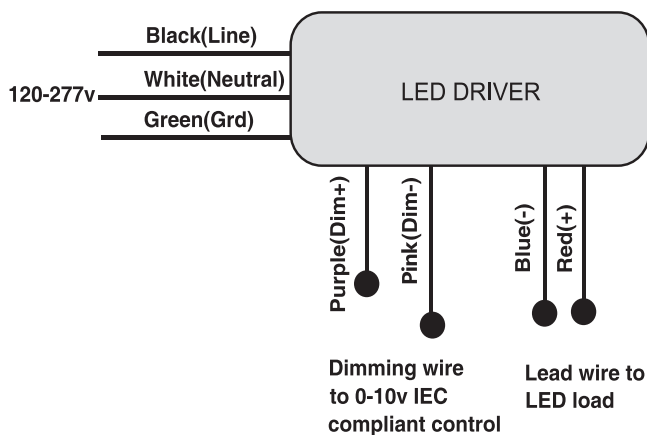 Black(Line)
120-277v
White(Neutral)
Green(Grd)
LED DRIVER
Purple(Dim+)
Pink(Dim-)
Blue(-)
Red(+)
Dimming wire
to 0-10v IEC
compliant control
Lead wire to
LED load